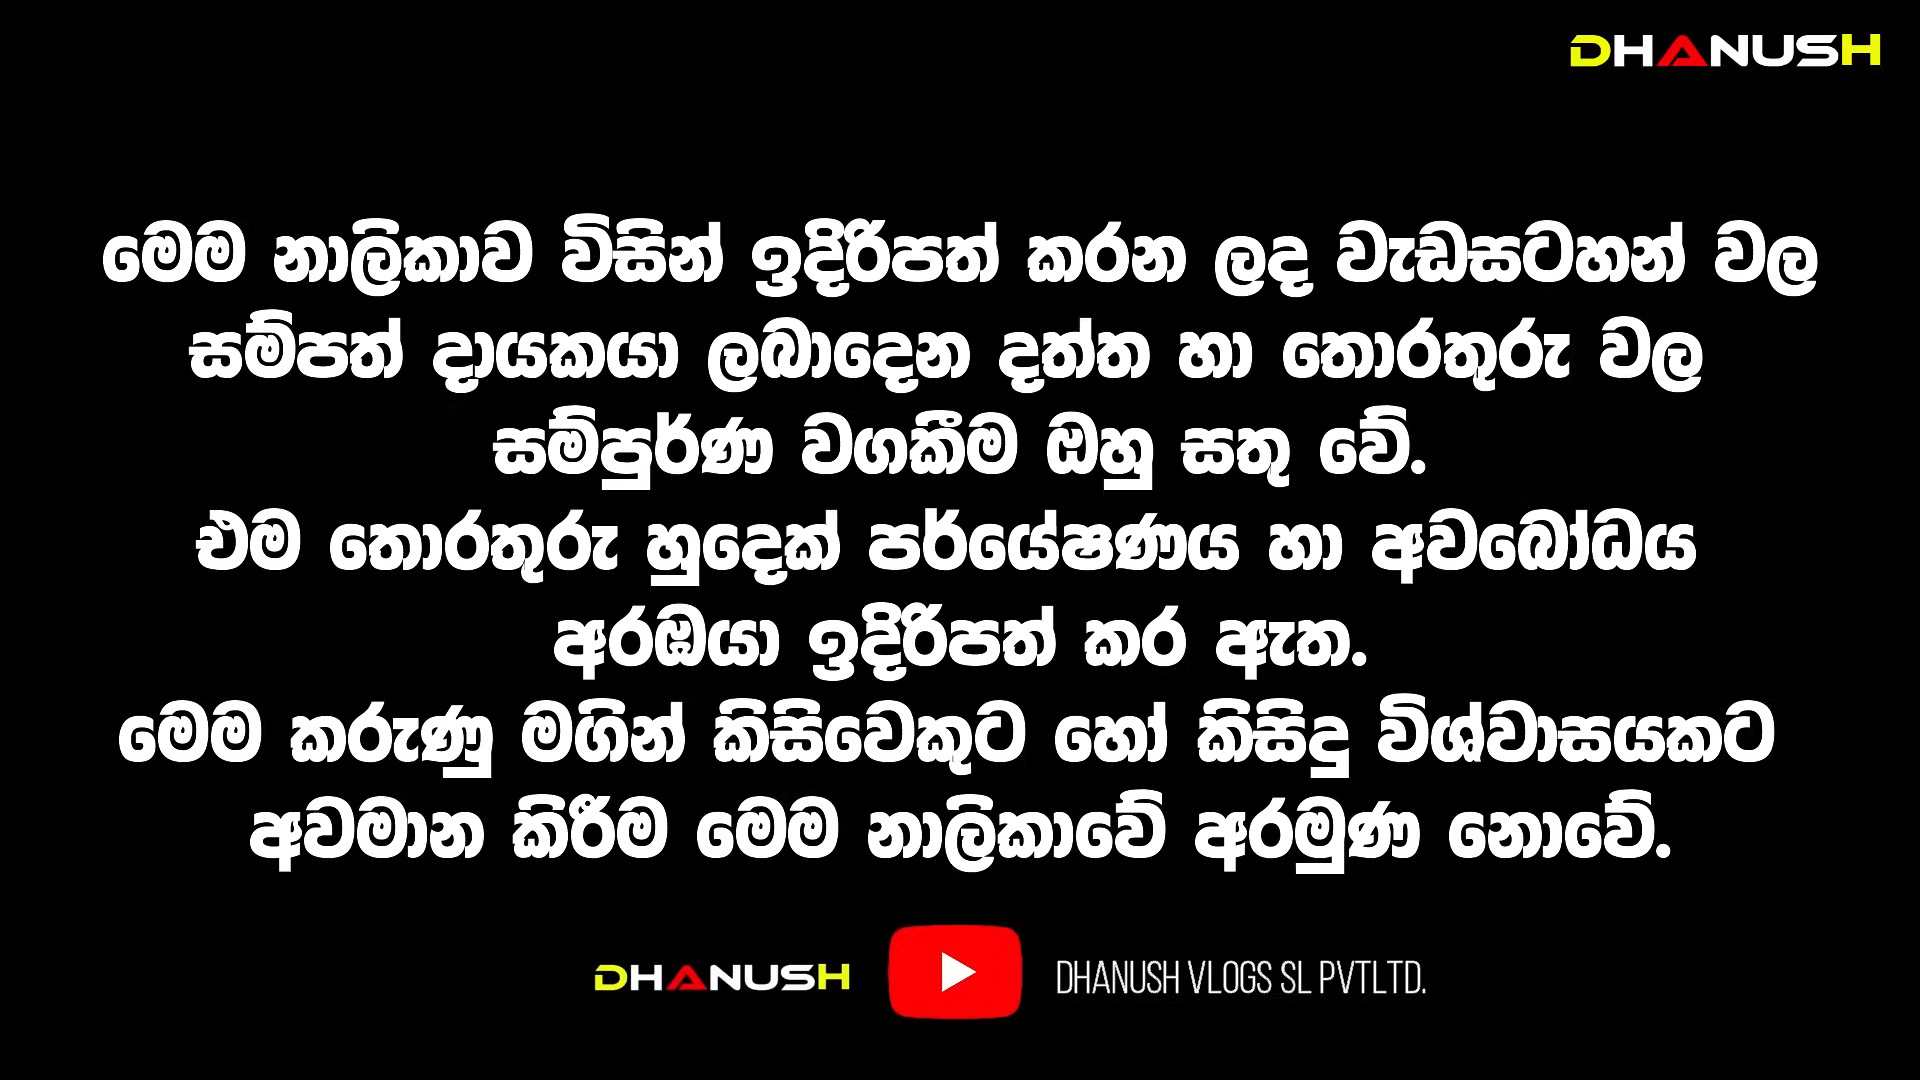 DHANUSH
මෙම නාලිකාව විසින් ඉදිරිපත් කරන ලද වැඩසටහන් වල
සම්පත් දායකයා ලබාදෙන දත්ත හා තොරතුරු වල
සම්පුර්ණ වගකීම ඔහු සතු වේ.
එම තොරතුරු හුදෙක් පර්යේෂණය හා අවබෝධය
අරඹයා ඉදිරිපත් කර ඇත.
මෙම කරුණු මගින් කිසිවෙකුට හෝ කිසිදු විශ්වාසයකට
අවමාන කිරීම මෙම නාලිකාවේ අරමුණ නොවේ.
DHANUSH DHANUSH VLOGS SL PVTLTD.